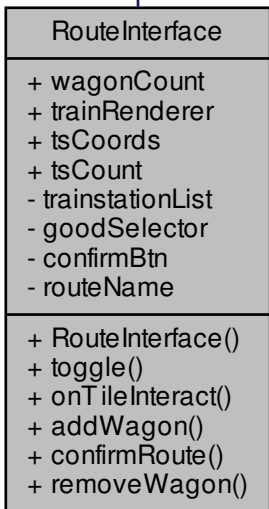 RouteInterface
+ wagonCount
+ trainRenderer
+ tsCoords
+ tsCount
- trainstationList
- goodSelector
- confirmBtn
- routeName
+ RouteInterface()
+ toggle()
+ onTileInteract()
+ addWagon()
+ confirmRoute()
+ removeWagon()